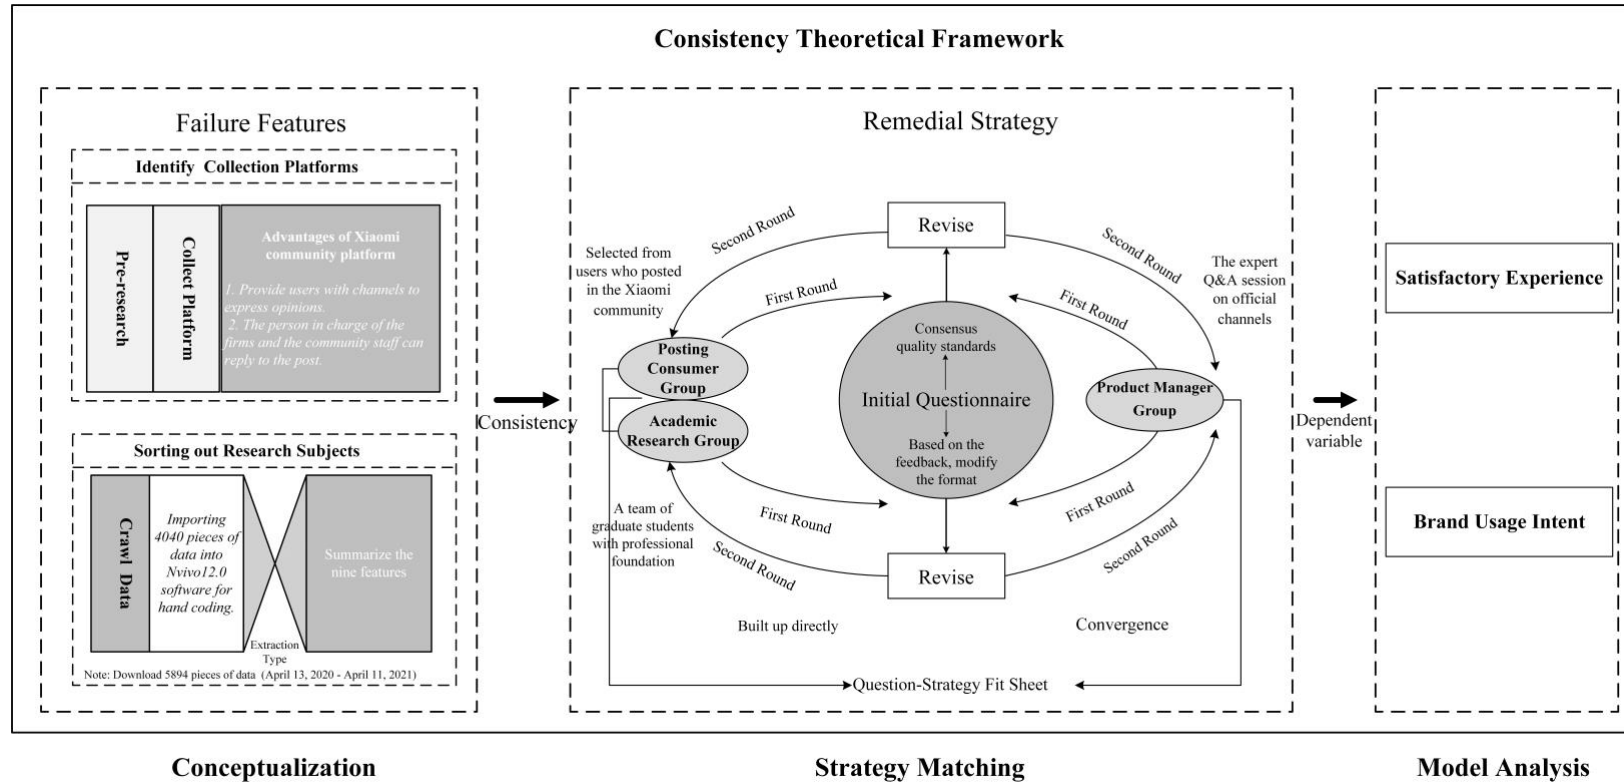 Consistency Theoretical Framework
Failure Features
Identify Collection Platforms
Pre-research
Collect Platform
Advantages of Xiaomi
community platform
1. Provide users with channels to
express opinions.
2. The person in charge of the
firms and the community staff can
reply to the post.
Sorting out Research Subjects
Crawl Data
Importing
4040 pieces of
data into
Nvivo12.0
software for
hand coding.
Extraction
Type
Summarize the
nine features
Note: Download 5894 pieces of data (April 13, 2020 - April 11, 2021)
Consistency
Remedial Strategy
Revise
Second Round
Second Round
Selected from
users who posted
in the Xiaomi
community
First Round
First Round
The expert
Q&A session
on official
channels
Posting
Consumer
Group
Academic
Research Group
Consensus
quality standards
Initial Questionnaire
Based on the
feedback, modify
the format
Product Manager
Group
A team of
graduate students
with professional
foundation
First Round
First Round
Second Round
Second Round
Revise
Built up directly
Convergence
Question-Strategy Fit Sheet
Dependent
variable
Satisfactory Experience
Brand Usage Intent
Conceptualization
Strategy Matching
Model Analysis